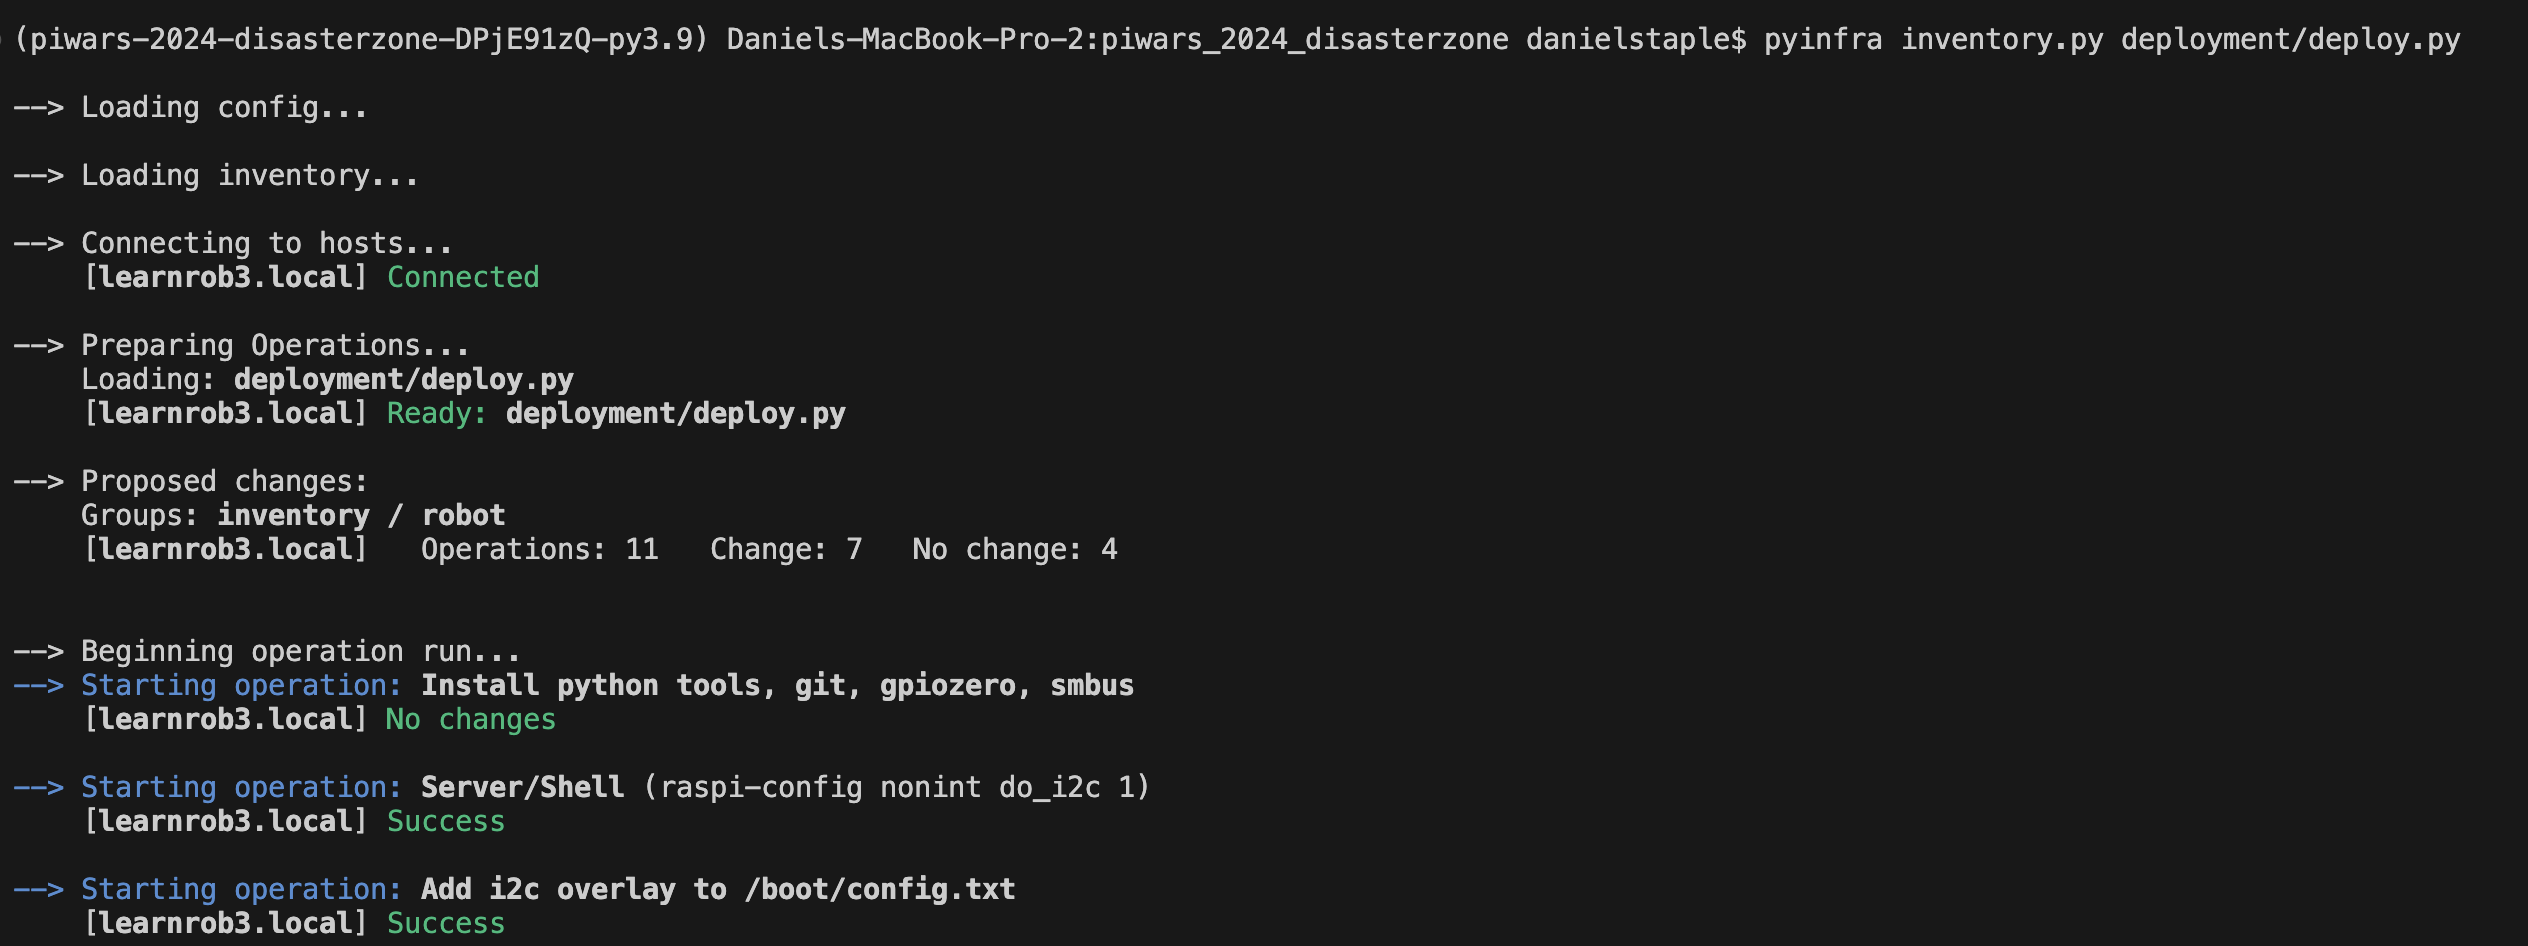 (piwars-2024-disasterzone-DPjE91zQ-py3.9) Daniels-MacBook-Pro-2:piwars_2024_disasterzone danielstaple$ pyinfra inventory.py deployment/deploy.py
--> Loading config...
--> Loading inventory...
--> Connecting to hosts...
[learnrob3.local] Connected
--> Preparing Operations...
Loading: deployment/deploy.py
[learnrob3.local] Ready: deployment/deploy.py
--> Proposed changes:
Groups: inventory / robot
[learnrob3.local]   Operations: 11   Change: 7   No change: 4
--> Beginning operation run...
--> Starting operation: Install python tools, git, gpiozero, smbus
[learnrob3.local] No changes
--> Starting operation: Server/Shell (raspi-config nonint do_i2c 1)
[learnrob3.local] Success
--> Starting operation: Add i2c overlay to /boot/config.txt
[learnrob3.local] Success